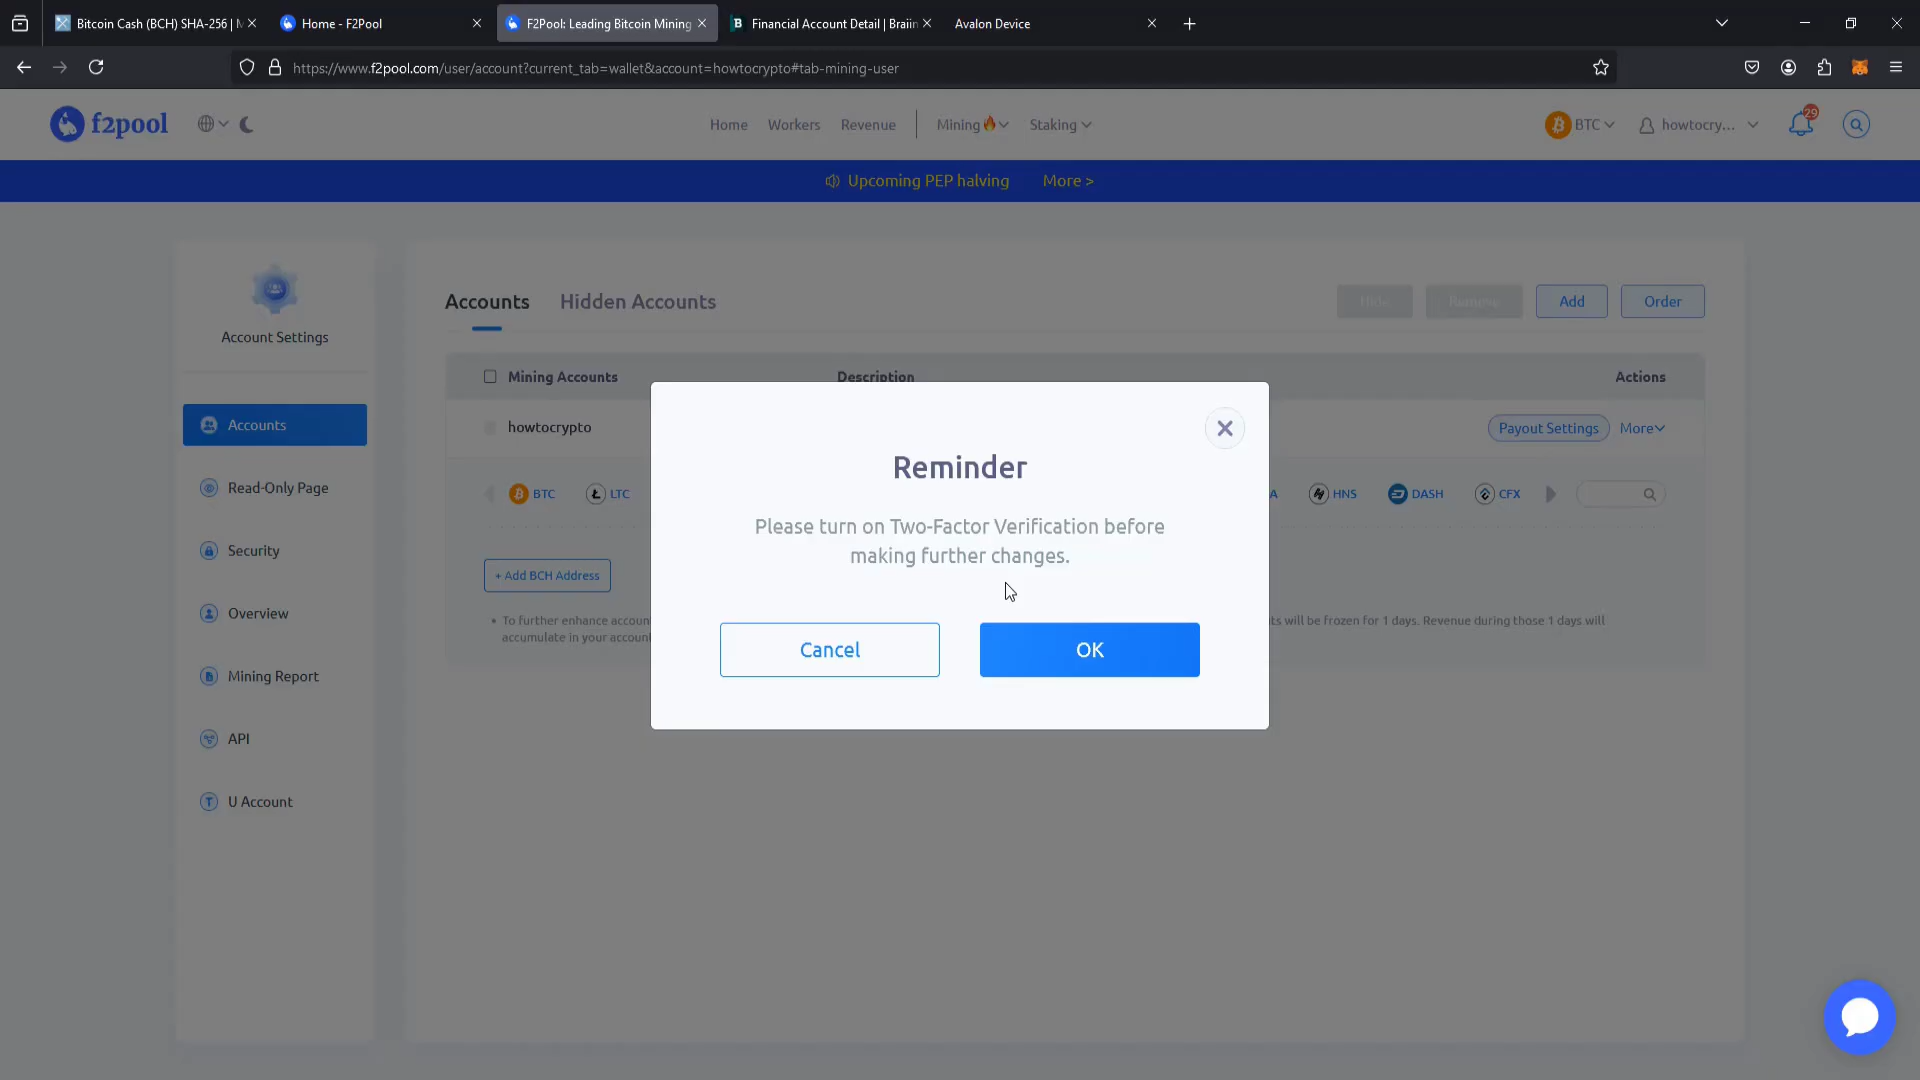 Bitcoin Cash (BCH) SHA-256 | M
Home - F2Pool
F2Pool: Leading Bitcoin Mining
Financial Account Detail | Braiin
Avalon Device
https://www.f2pool.com/user/account?current_tab=wallet&account=howtocrypto#tab-mining-user
f2pool
Home
Workers
Revenue
Mining
Staking
BTC
howtocry...
29
Upcoming PEP halving
More >
Account Settings
Accounts
Read-Only Page
Security
Overview
Mining Report
API
U Account
Accounts
Hidden Accounts
Hide
Remove
Add
Order
Mining Accounts
Description
Actions
howtocrypto
Payout Settings
More
BTC
LTC
A
HNS
DASH
CFX
+ Add BCH Address
• To further enhance accoun
ts will be frozen for 1 days. Revenue during those 1 days will
accumulate in your accoun
Reminder
Please turn on Two-Factor Verification before
making further changes.
Cancel
OK